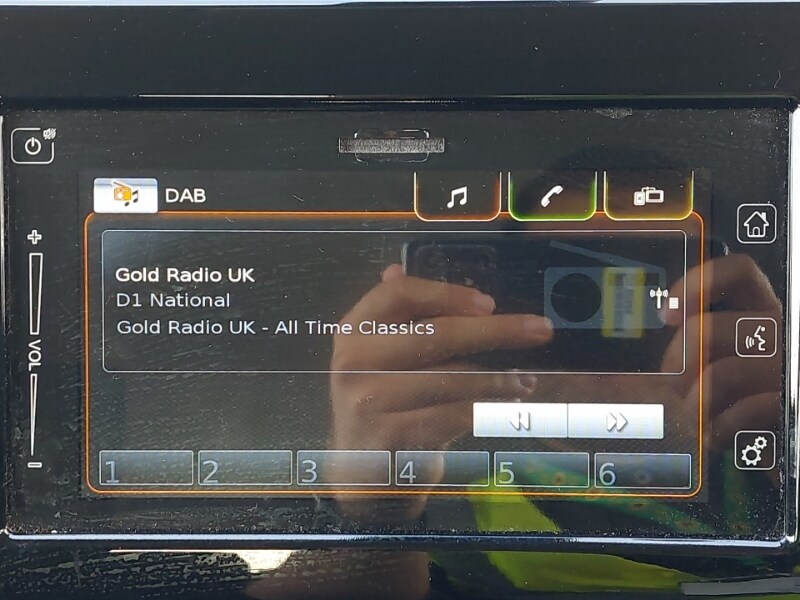 DAB
Gold Radio UK
D1 National
Gold Radio UK - All Time Classics
+
VOL
-
1 2 3 4 5 6